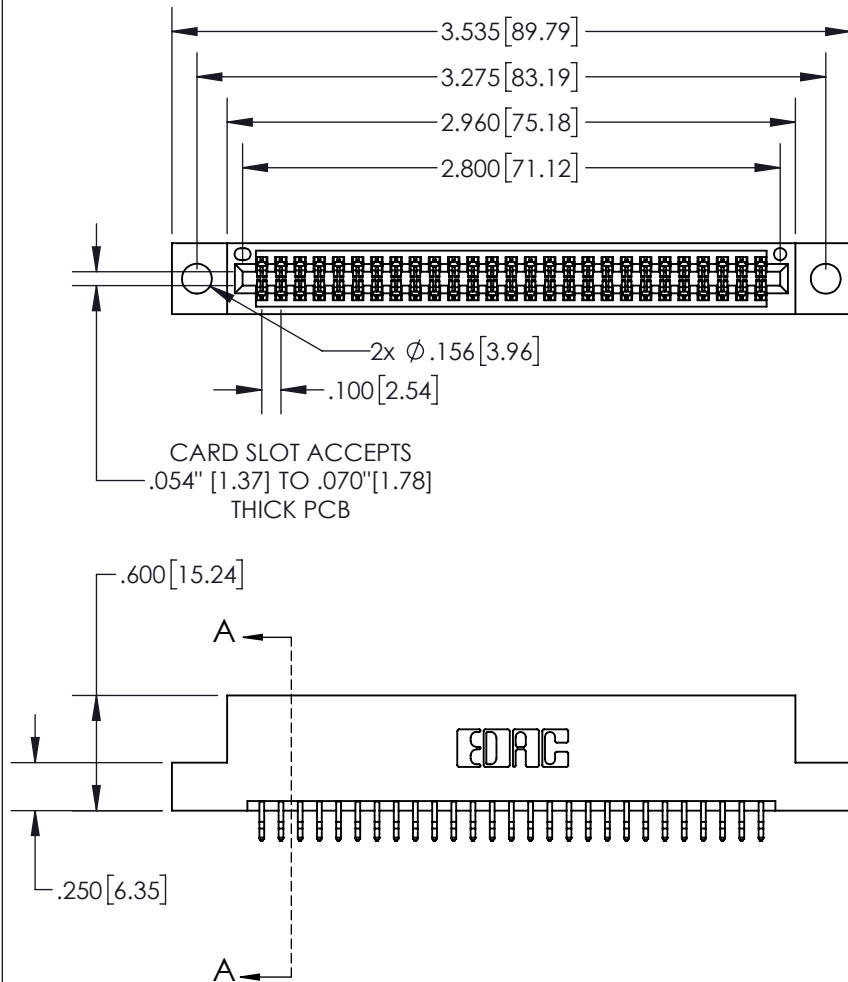 3.535[89.79]
3.275[83.19]
2.960[75.18]
2.800[71.12]
2x ∅.156[3.96]
.100[2.54]
CARD SLOT ACCEPTS
.054" [1.37] TO .070"[1.78]
THICK PCB
.600[15.24]
A
EDAC
.250[6.35]
A